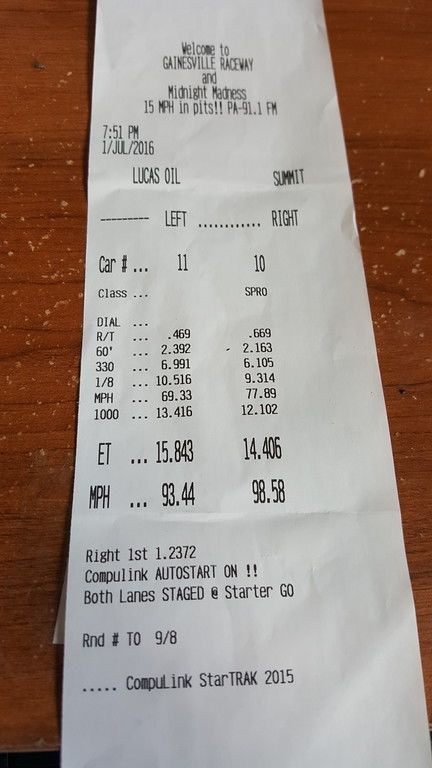 Welcome to
GAINESVILLE RACEWAY
and
Midnight Madness
15 MPH in pits!! PA-91.1 FM
7:51 PM
1/JUL/2016
LUCAS OIL SUMMIT
--------- LEFT ............ RIGHT
Car # ... 11 10
Class ... SPRO
DIAL ...
R/T ... .469 .669
60' ... 2.392 - 2.163
330 ... 6.991 6.105
1/8 ... 10.516 9.314
MPH ... 69.33 77.89
1000 ... 13.416 12.102
ET ... 15.843 14.406
MPH ... 93.44 98.58
Right 1st 1.2372
Compulink AUTOSTART ON !!
Both Lanes STAGED @ Starter GO
Rnd # TO 9/8
..... CompuLink StarTRAK 2015